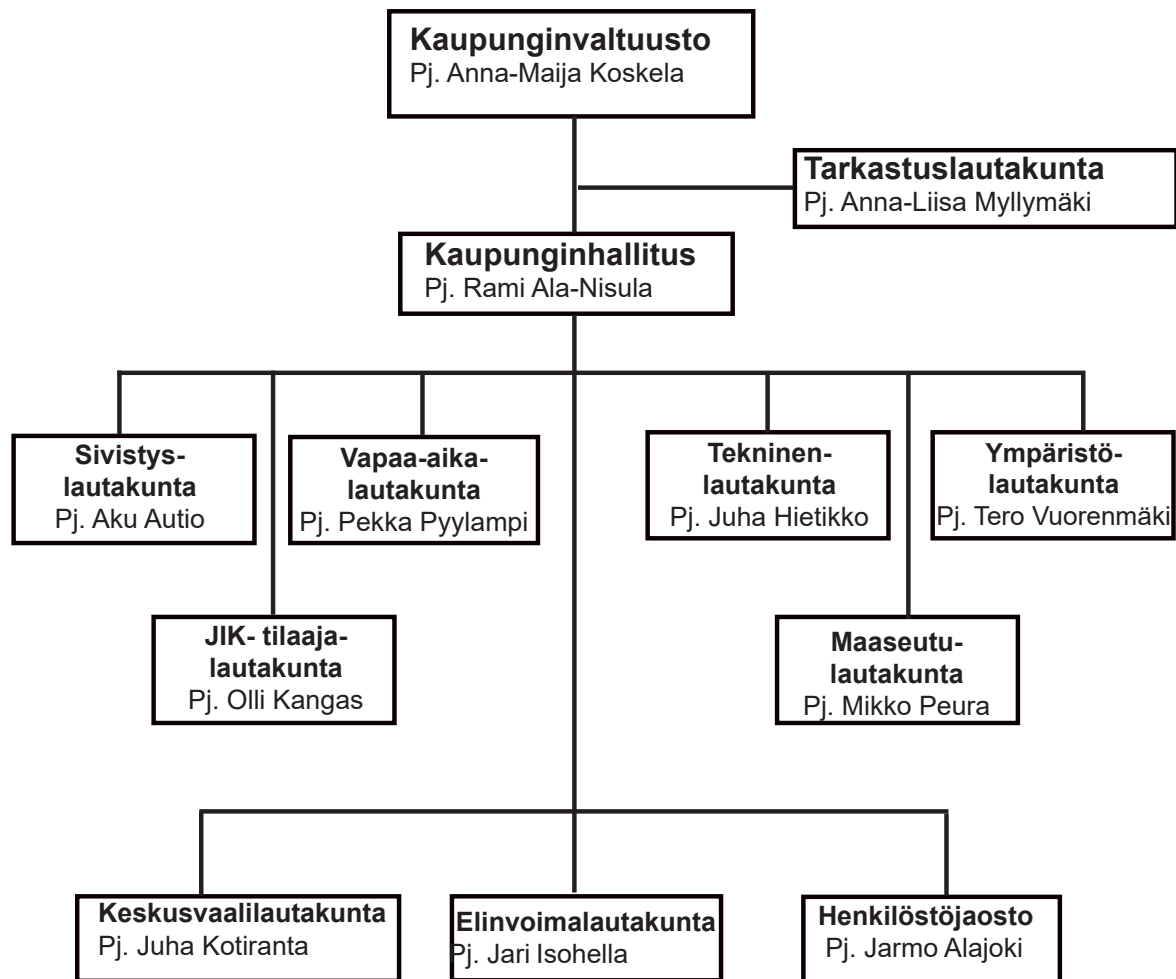 Kaupunginvaltuusto
Pj. Anna-Maija Koskela
Tarkastuslautakunta
Pj. Anna-Liisa Myllymäki
Kaupunginhallitus
Pj. Rami Ala-Nisula
Sivistys-
lautakunta
Pj. Aku Autio
Vapaa-aika-
lautakunta
Pj. Pekka Pyylampi
Tekninen-
lautakunta
Pj. Juha Hietikko
Ympäristö-
lautakunta
Pj. Tero Vuorenmäki
JIK- tilaaja-
lautakunta
Pj. Olli Kangas
Maaseutu-
lautakunta
Pj. Mikko Peura
Keskusvaalilautakunta
Pj. Juha Kotiranta
Elinvoimalautakunta
Pj. Jari Isohella
Henkilöstöjaosto
Pj. Jarmo Alajoki